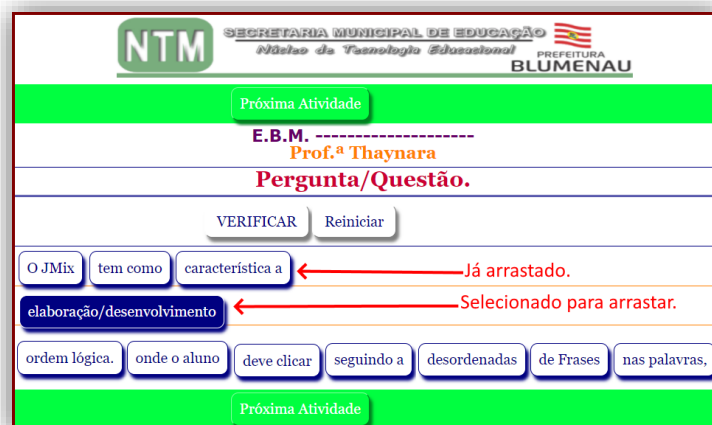 NTM
SECRETARIA MUNICIPAL DE EDUCAÇÃO
Núcleo de Tecnologia Educacional
PREFEITURA
BLUMENAU
Próxima Atividade
E.B.M. --------------------
Prof.ª Thaynara
Pergunta/Questão.
VERIFICAR Reiniciar
O JMix tem como característica a Já arrastado.
elaboração/desenvolvimento Selecionado para arrastar.
ordem lógica. onde o aluno deve clicar seguindo a desordenadas de Frases nas palavras,
Próxima Atividade